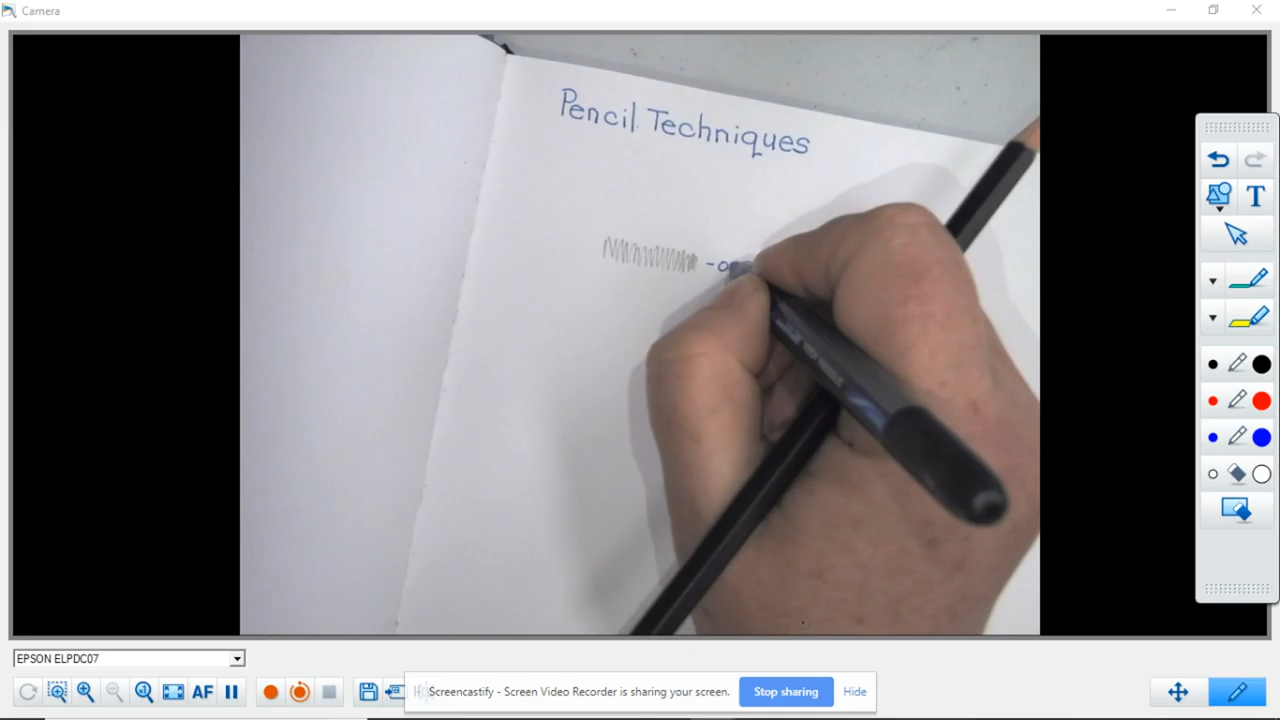 Camera
Pencil Techniques
EPSON ELPDC07
AF
Screencastify - Screen Video Recorder is sharing your screen.
Stop sharing
Hide
T